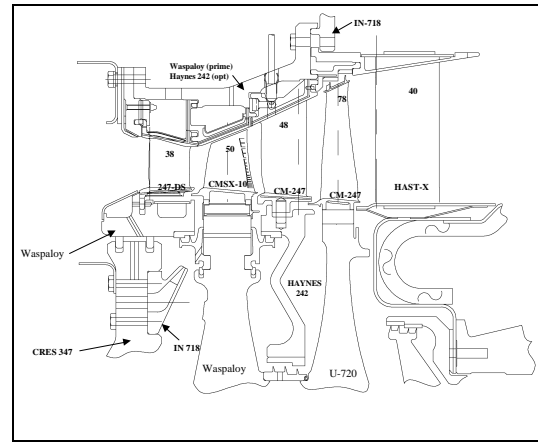 IN-718
Waspaloy (prime)
Haynes 242 (opt)
40
78
48
38
50
247-DS
CMSX-10
CM-247
CM-247
HAST-X
Waspaloy
HAYNES
242
CRES 347
IN 718
Waspaloy
U-720